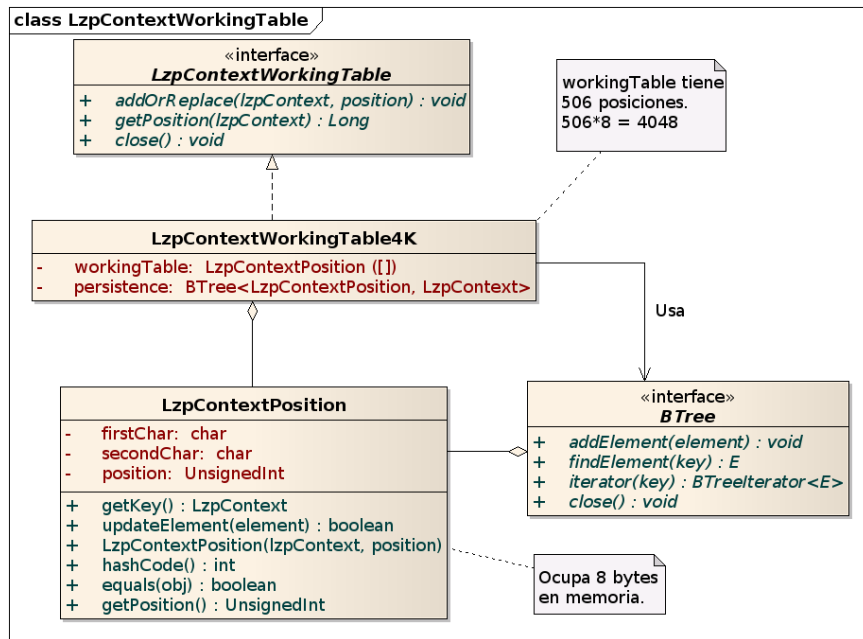 class LzpContextWorkingTable
«interface»
LzpContextWorkingTable
+ addOrReplace(lzpContext, position) : void
+ getPosition(lzpContext) : Long
+ close() : void
workingTable tiene
506 posiciones.
506*8 = 4048
LzpContextWorkingTable4K
- workingTable: LzpContextPosition ([])
- persistence: BTree<LzpContextPosition, LzpContext>
Usa
LzpContextPosition
- firstChar: char
- secondChar: char
- position: UnsignedInt
+ getKey() : LzpContext
+ updateElement(element) : boolean
+ LzpContextPosition(lzpContext, position)
+ hashCode() : int
+ equals(obj) : boolean
+ getPosition() : UnsignedInt
«interface»
BTree
+ addElement(element) : void
+ findElement(key) : E
+ iterator(key) : BTreeIterator<E>
+ close() : void
Ocupa 8 bytes
en memoria.